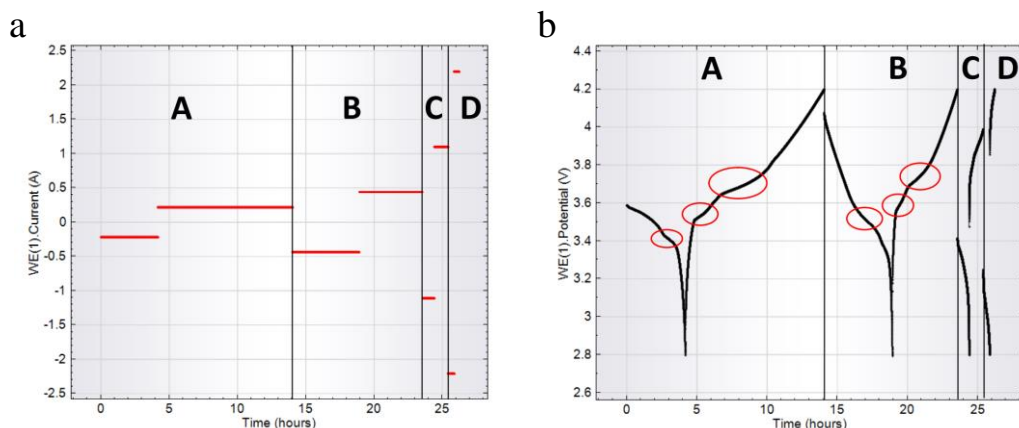 a
2.5
2
1.5
1
0.5
0
-0.5
-1
-1.5
-2
-2.5
WE(1).Current (A)
A
B
C
D
0
5
10
15
20
25
Time (hours)
b
4.4
4.2
4
3.8
3.6
3.4
3.2
3
2.8
2.6
WE(1).Potential (V)
A
B
C
D
0
5
10
15
20
25
Time (hours)